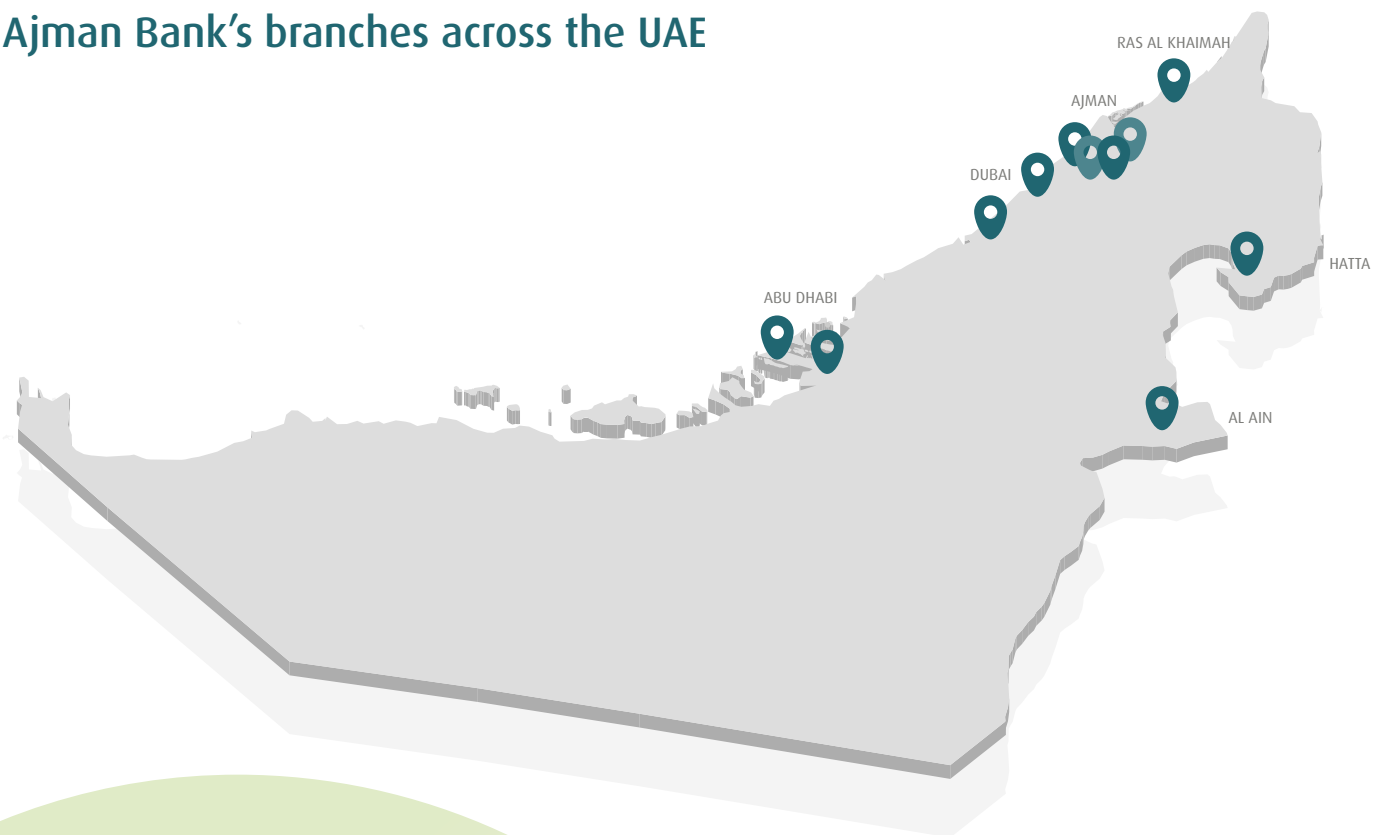 Ajman Bank’s branches across the UAE
RAS AL KHAIMAH
AJMAN
DUBAI
HATTA
ABU DHABI
AL AIN